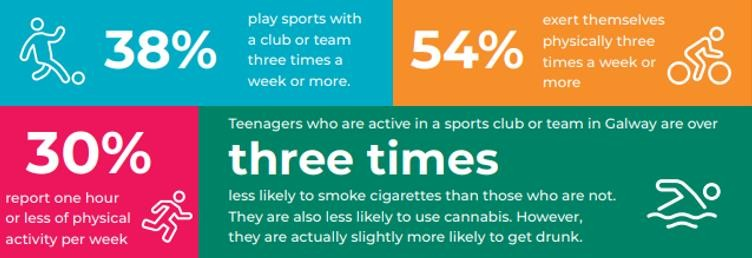 38%
play sports with
a club or team
three times a
week or more.
54%
exert themselves
physically three
times a week or
more
30%
report one hour
or less of physical
activity per week
Teenagers who are active in a sports club or team in Galway are over
three times
less likely to smoke cigarettes than those who are not.
They are also less likely to use cannabis. However,
they are actually slightly more likely to get drunk.